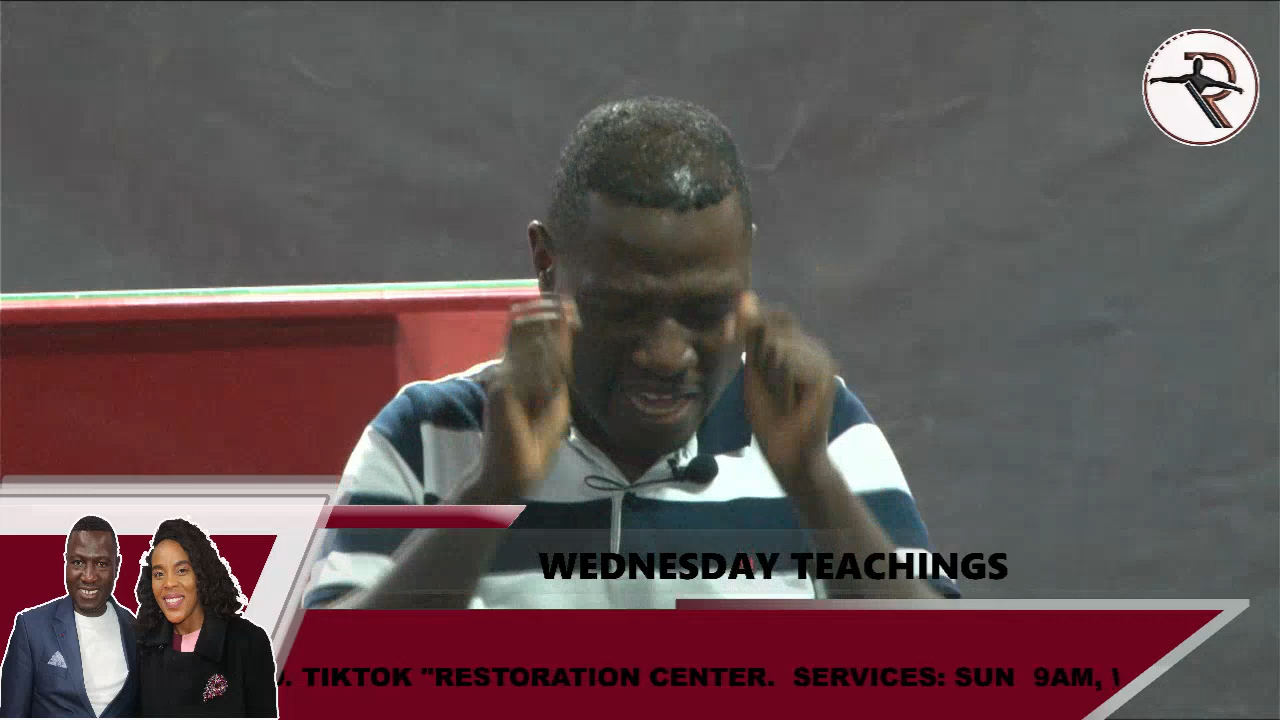 R
WEDNESDAY TEACHINGS
. TIKTOK "RESTORATION CENTER. SERVICES: SUN 9AM,